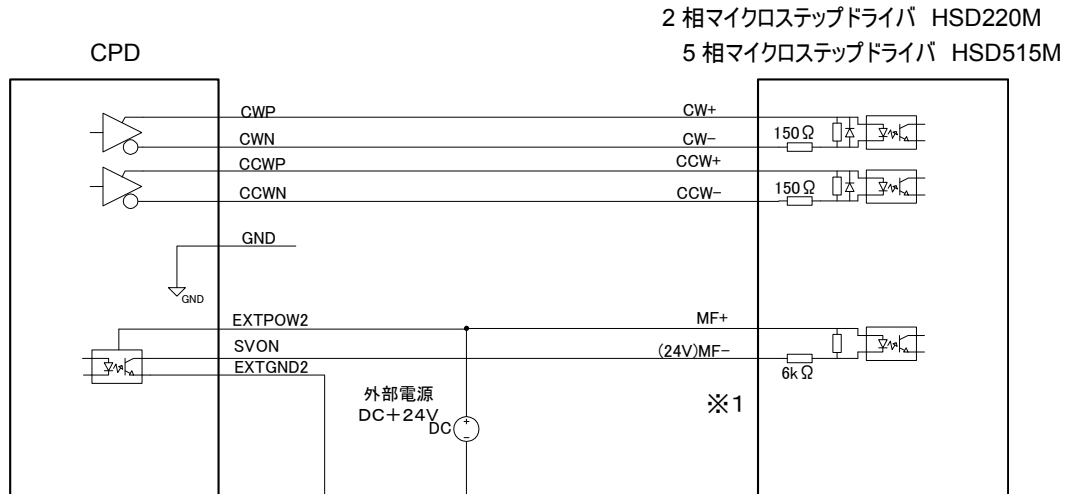 2 相マイクロステップドライバ HSD220M
5 相マイクロステップドライバ HSD515M
CPD
CWP CW+
150Ω
CWN CW-
CCWP CCW+
150Ω
CCWN CCW-
GND
GND
EXTPOW2 MF+
SVON (24V)MF-
EXTGND2 6kΩ
外部電源
DC+24V
DC
+
-
※1